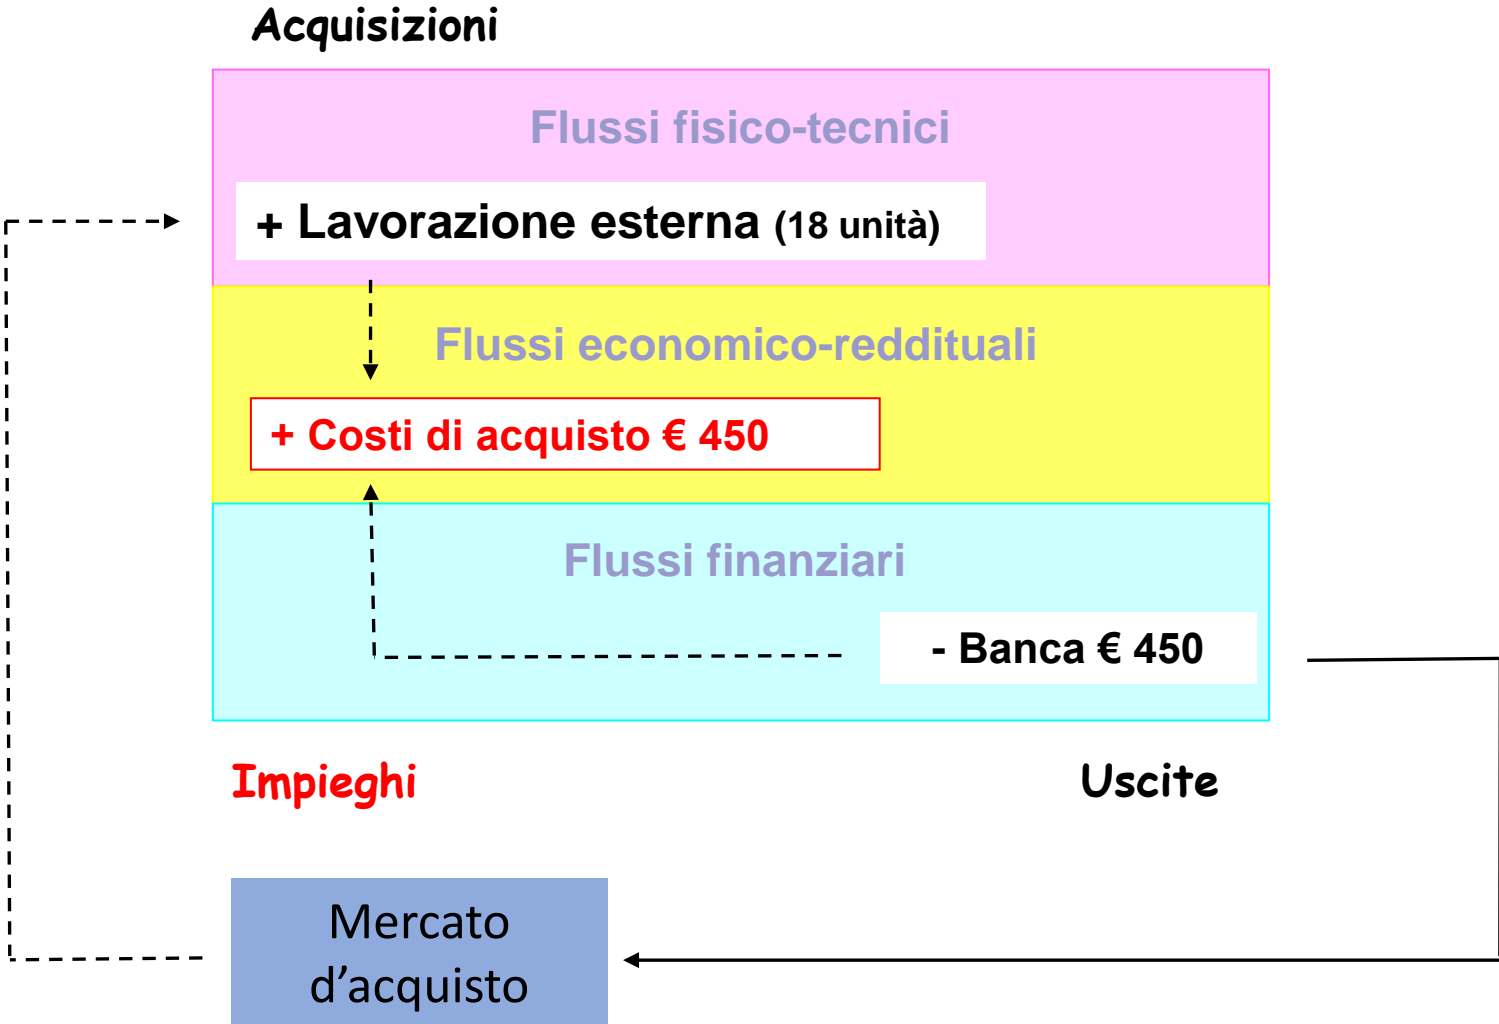 Acquisizioni
Flussi fisico-tecnici
+ Lavorazione esterna (18 unità)
Flussi economico-reddituali
+ Costi di acquisto € 450
Flussi finanziari
- Banca € 450
Impieghi
Uscite
Mercato
d’acquisto